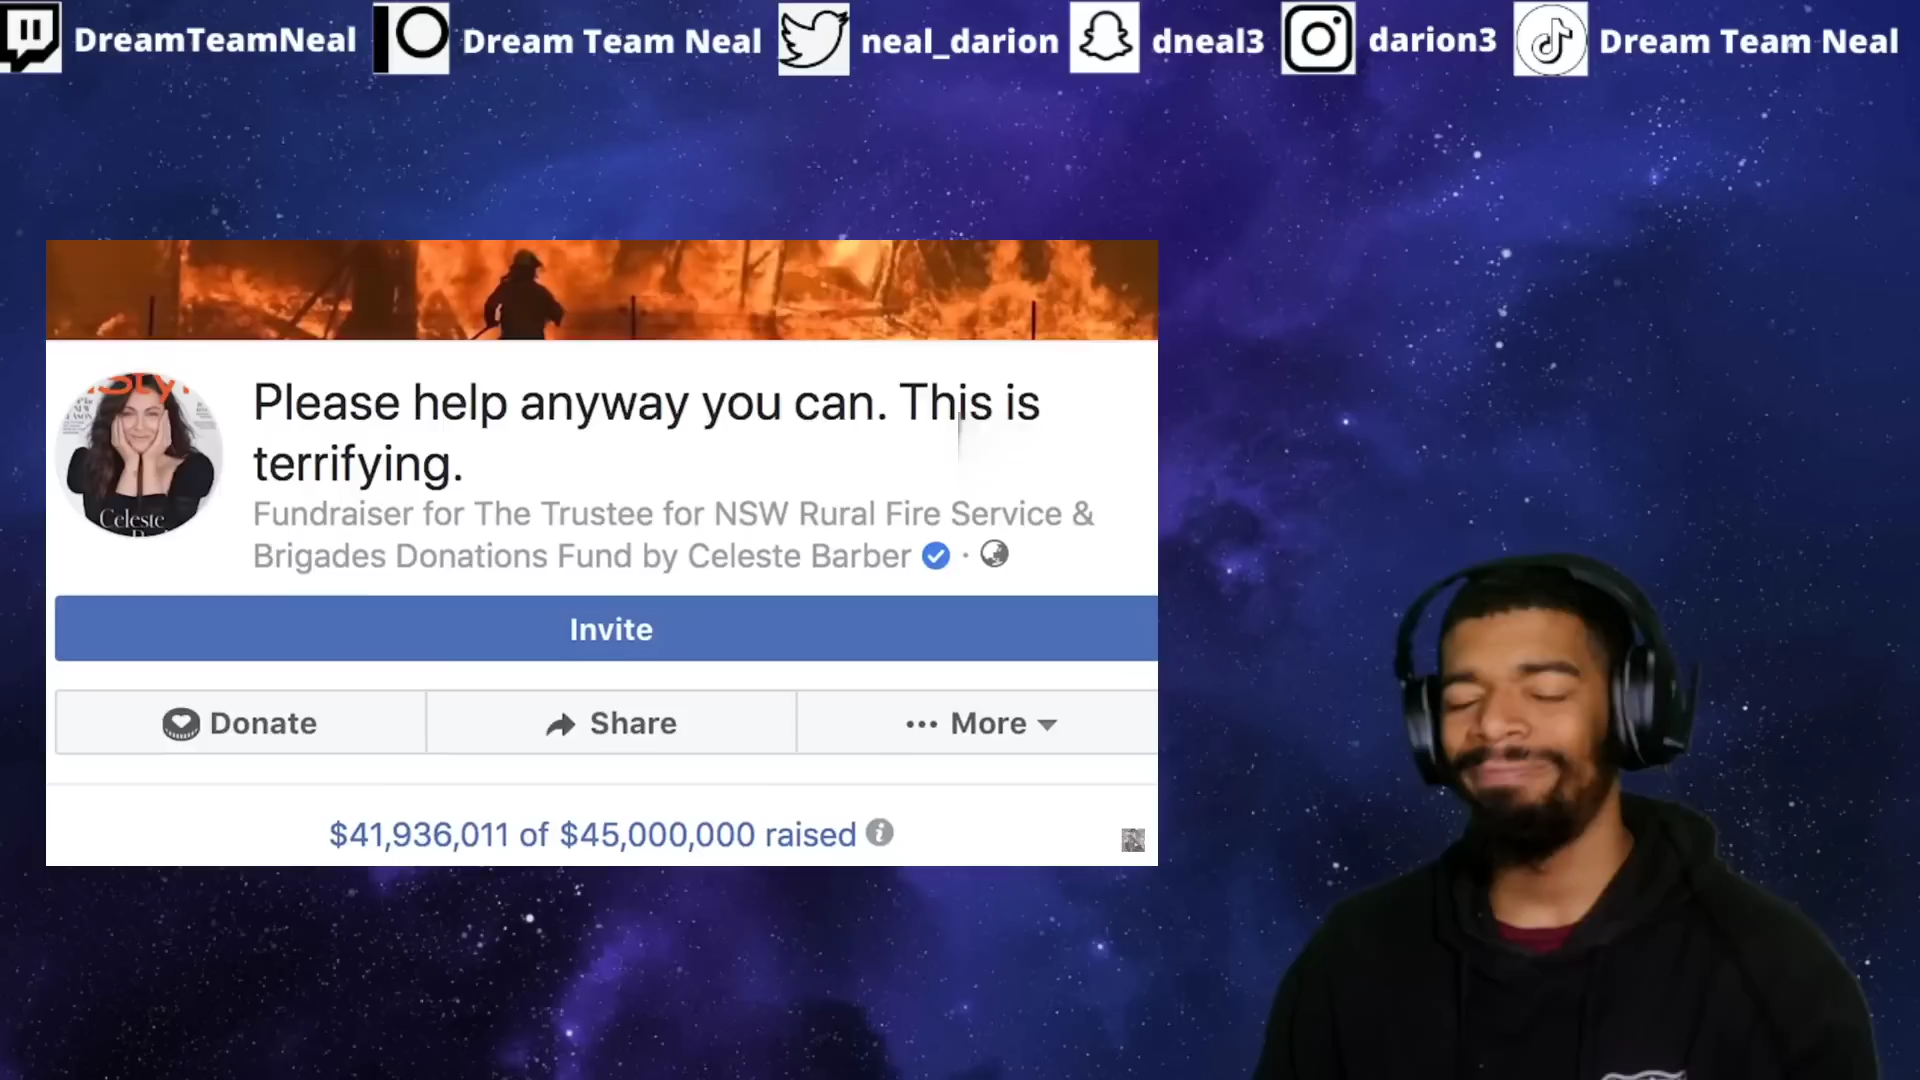 DreamTeamNeal
Dream Team Neal
neal_darion
dneal3
darion3
Dream Team Neal
Please help anyway you can. This is
terrifying.
Fundraiser for The Trustee for NSW Rural Fire Service &
Brigades Donations Fund by Celeste Barber
Celeste
Invite
Donate
Share
More
$41,936,011 of $45,000,000 raised